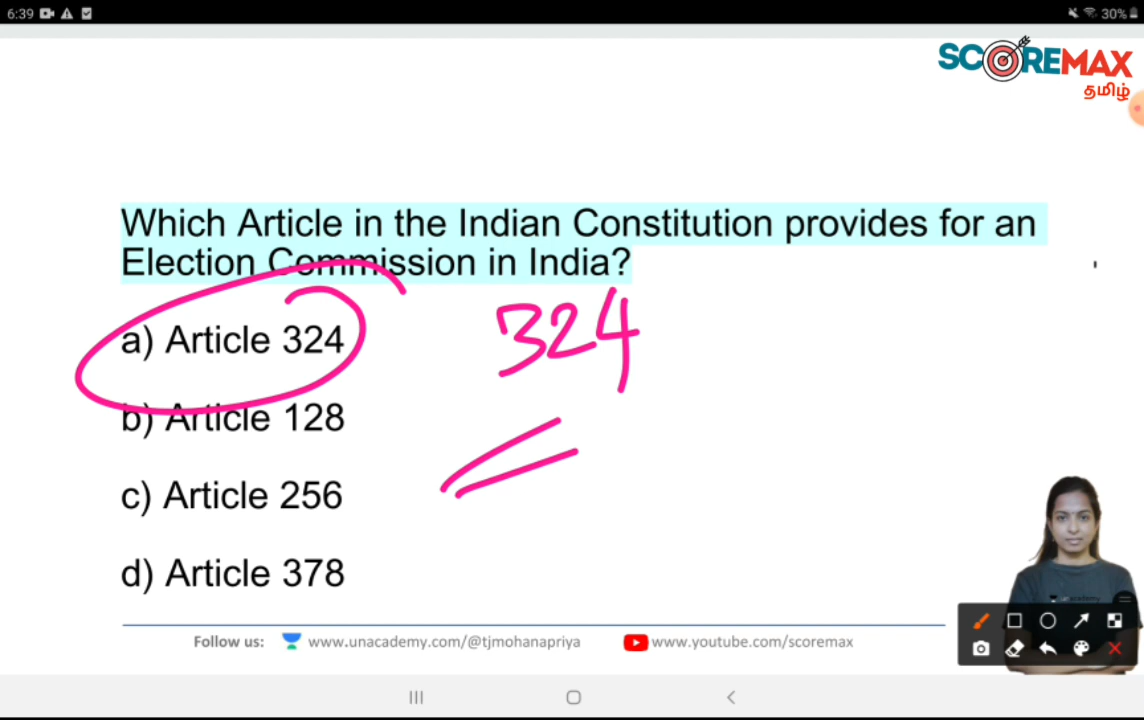 6:39
30%
SCOREMAX
தமிழ்
Which Article in the Indian Constitution provides for an
Election Commission in India?
a) Article 324
324
b) Article 128
c) Article 256
d) Article 378
Follow us: www.unacademy.com/@tjmohanapriya www.youtube.com/scoremax